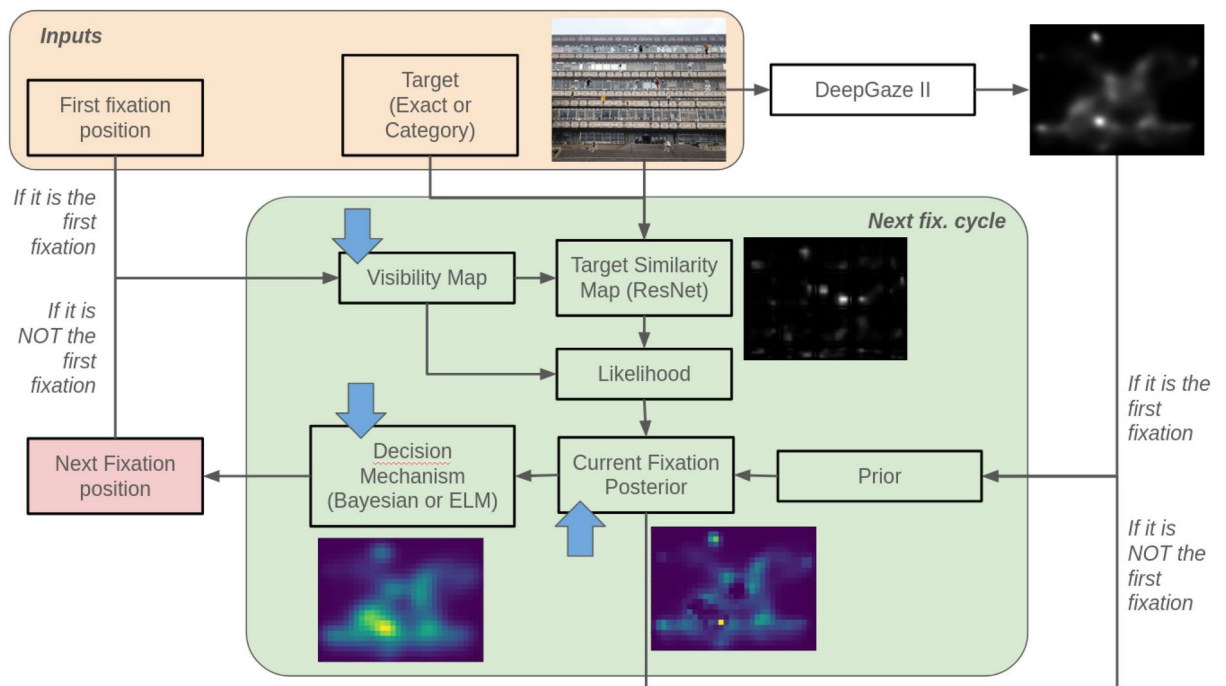 Inputs
First fixation
position
Target
(Exact or
Category)
DeepGaze II
If it is the
first
fixation
Next fix. cycle
Visibility Map
Target Similarity
Map (ResNet)
If it is
NOT the
first
fixation
Likelihood
If it is the
first
fixation
Next Fixation
position
Decision
Mechanism
(Bayesian or ELM)
Current Fixation
Posterior
Prior
If it is
NOT the
first
fixation